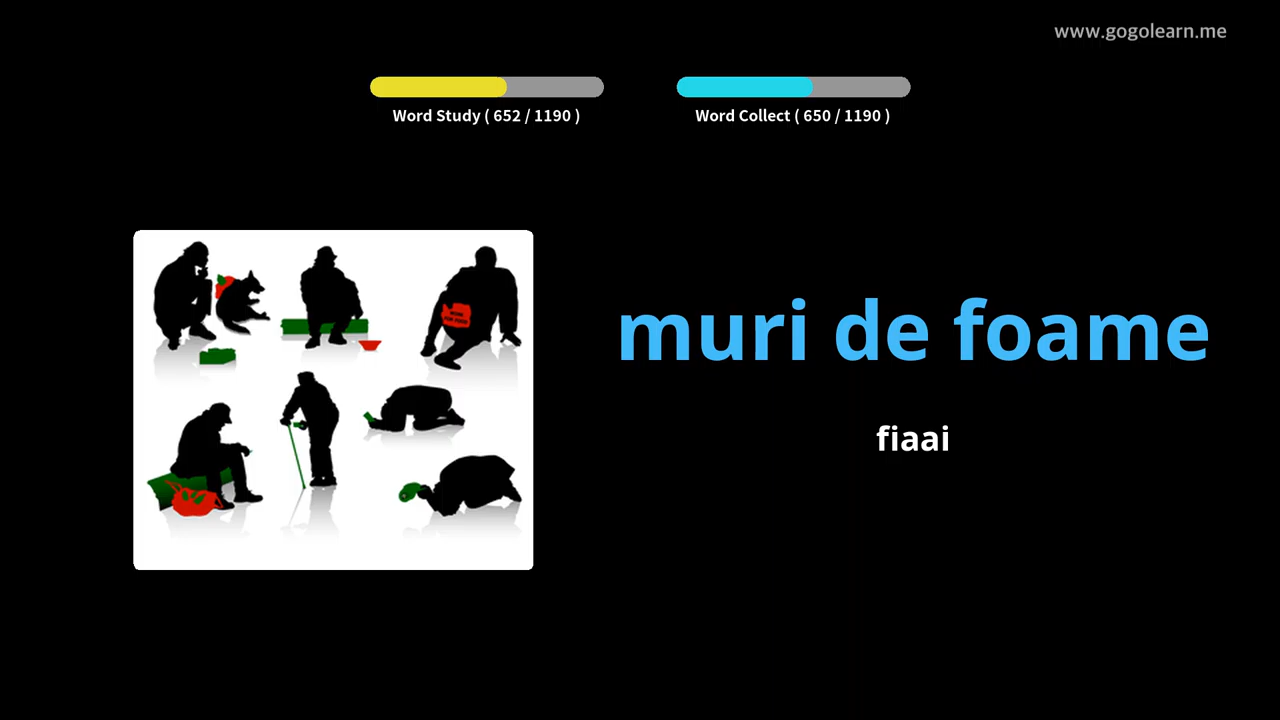 www.gogolearn.me
Word Study ( 652 / 1190 )
Word Collect ( 650 / 1190 )
muri de foame
fiaai